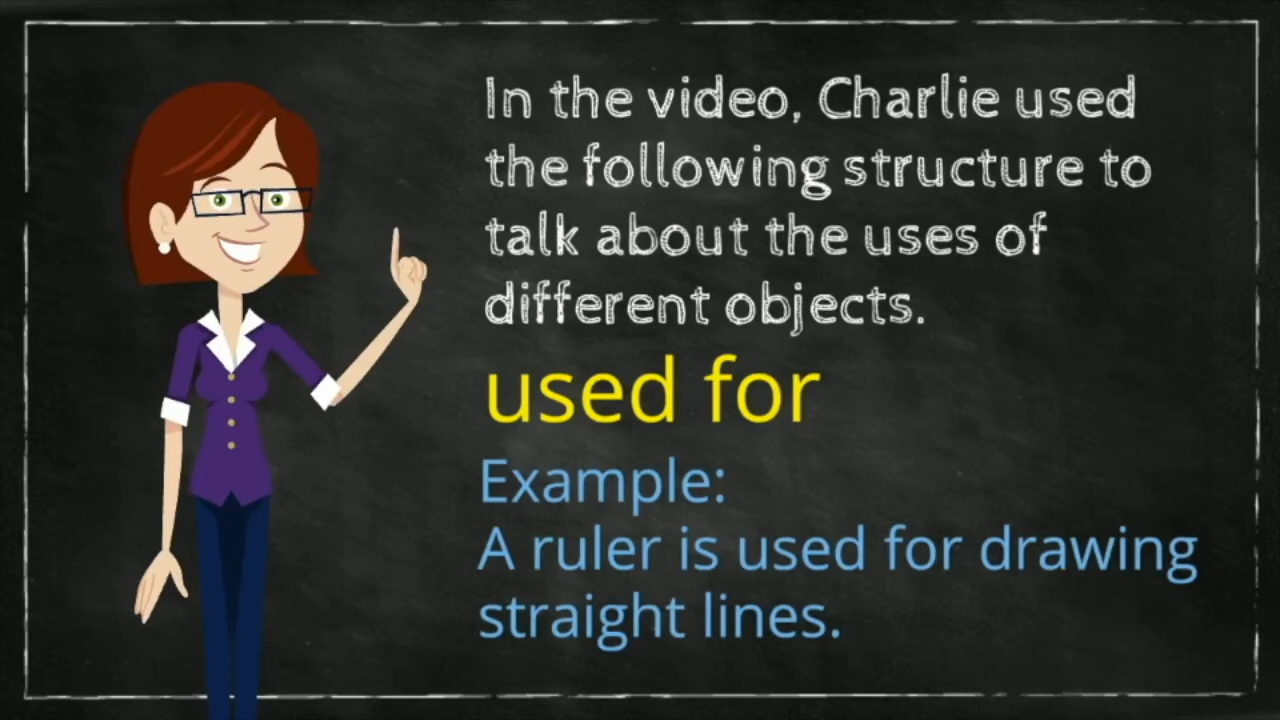 In the video, Charlie used
the following structure to
talk about the uses of
different objects.
used for
Example:
A ruler is used for drawing
straight lines.